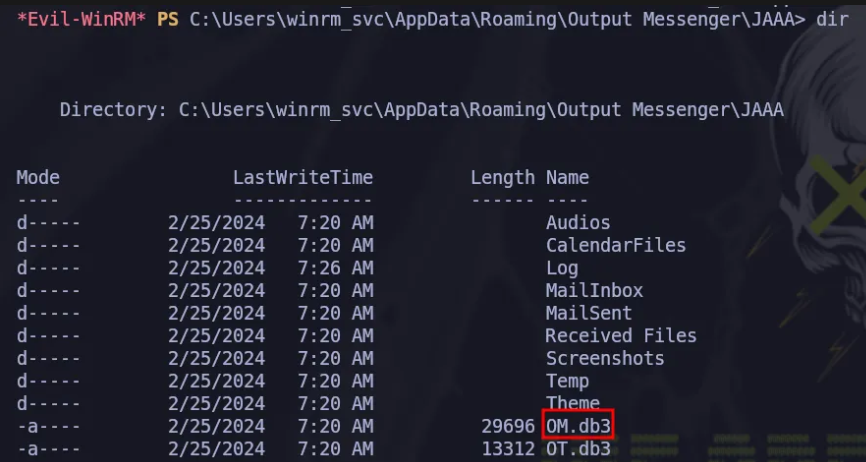 *Evil-WinRM* PS C:\Users\winrm_svc\AppData\Roaming\Output Messenger\JAAA> dir
Directory: C:\Users\winrm_svc\AppData\Roaming\Output Messenger\JAAA
Mode LastWriteTime Length Name
---- ------------- ------ ----
d----- 2/25/2024 7:20 AM Audios
d----- 2/25/2024 7:20 AM CalendarFiles
d----- 2/25/2024 7:26 AM Log
d----- 2/25/2024 7:20 AM MailInbox
d----- 2/25/2024 7:20 AM MailSent
d----- 2/25/2024 7:20 AM Received Files
d----- 2/25/2024 7:20 AM Screenshots
d----- 2/25/2024 7:20 AM Temp
d----- 2/25/2024 7:20 AM Theme
-a---- 2/25/2024 7:20 AM 29696 OM.db3
-a---- 2/25/2024 7:20 AM 13312 OT.db3